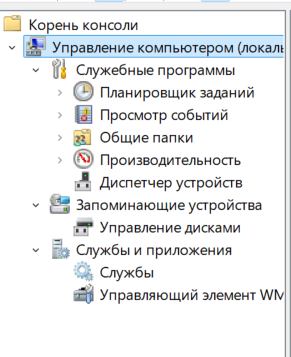 Корень консоли
Управление компьютером (локаль
Служебные программы
Планировщик заданий
Просмотр событий
Общие папки
Производительность
Диспетчер устройств
Запоминающие устройства
Управление дисками
Службы и приложения
Службы
Управляющий элемент WM